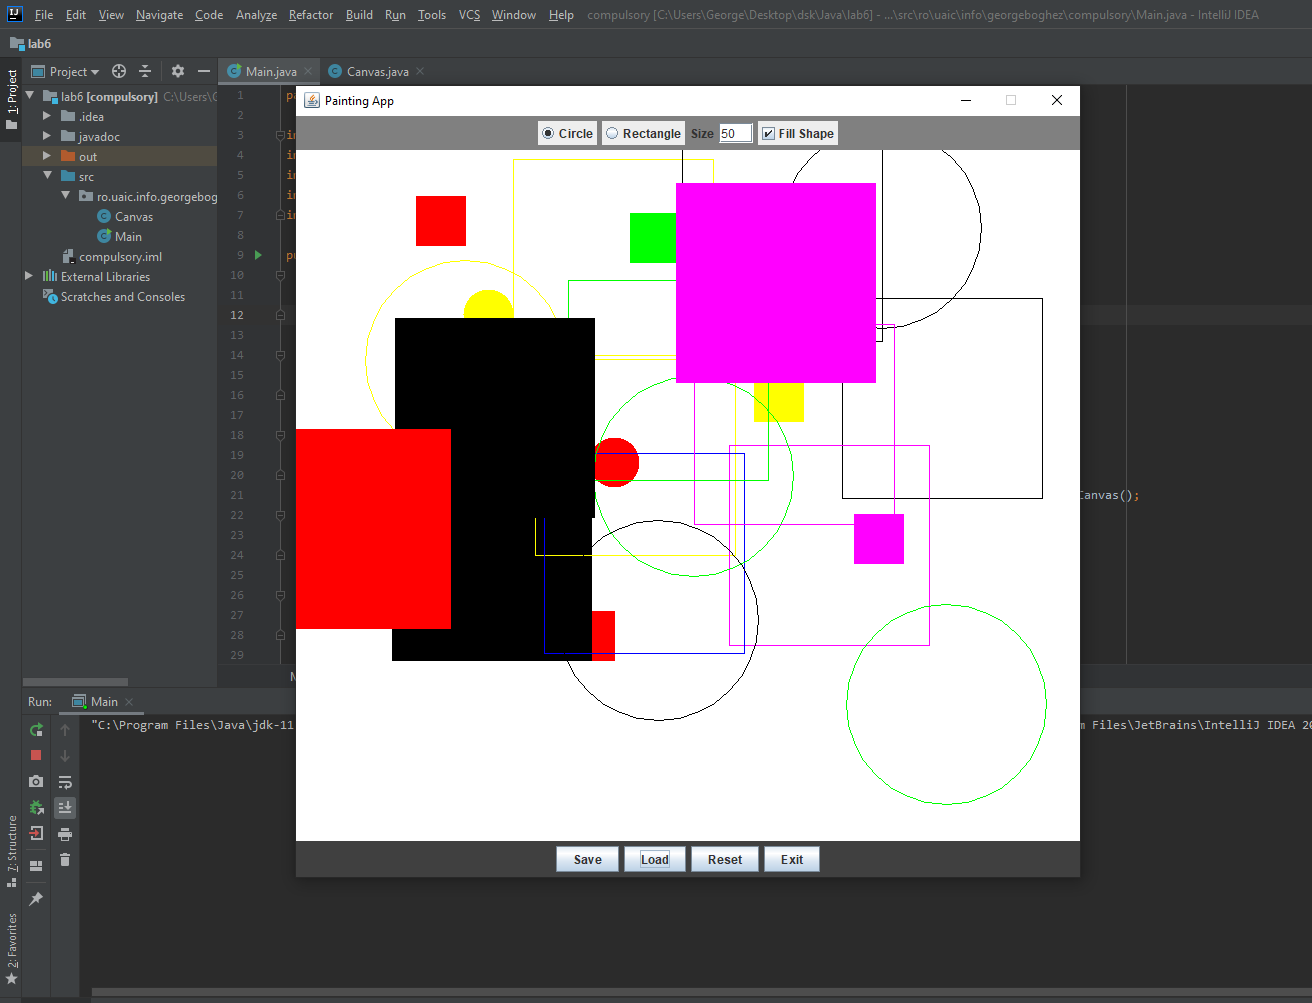 File Edit View Navigate Code Analyze Refactor Build Run Tools VCS Window Help compulsory [C:\Users\George\Desktop\dsk\Java\lab6] - ...\src\ro\uaic\info\georgeboghez\compulsory\Main.java - IntelliJ IDEA
lab6
1: Project
Project
Main.java
Canvas.java
lab6 [compulsory] C:\Users\G
.idea
javadoc
out
src
ro.uaic.info.georgebog
Canvas
Main
compulsory.iml
External Libraries
Scratches and Consoles
1
2
3
4
5
6
7
8
9
10
11
12
13
14
15
16
17
18
19
20
21
22
23
24
25
26
27
28
29
Canvas();
Painting App
Circle Rectangle Size 50 Fill Shape
Save Load Reset Exit
Run: Main
"C:\Program Files\Java\jdk-11
m Files\JetBrains\IntelliJ IDEA 20
7: Structure
2: Favorites